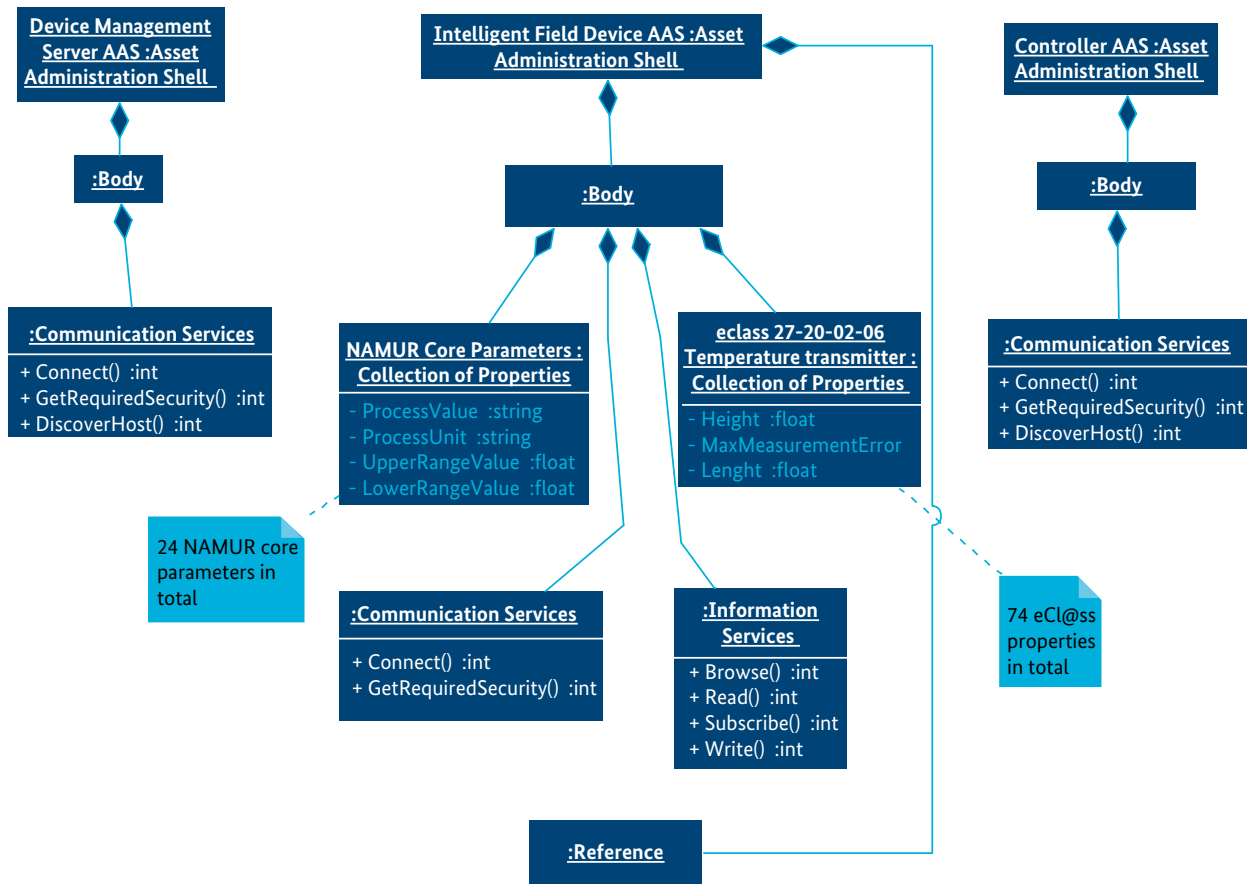 Device Management
Server AAS :Asset
Administration Shell
Intelligent Field Device AAS :Asset
Administration Shell
Controller AAS :Asset
Administration Shell
:Body
:Body
:Body
:Communication Services
+ Connect() :int
+ GetRequiredSecurity() :int
+ DiscoverHost() :int
NAMUR Core Parameters :
Collection of Properties
- ProcessValue :string
- ProcessUnit :string
- UpperRangeValue :float
- LowerRangeValue :float
eclass 27-20-02-06
Temperature transmitter :
Collection of Properties
- Height :float
- MaxMeasurementError
- Lenght :float
:Communication Services
+ Connect() :int
+ GetRequiredSecurity() :int
+ DiscoverHost() :int
24 NAMUR core
parameters in
total
:Communication Services
+ Connect() :int
+ GetRequiredSecurity() :int
:Information
Services
+ Browse() :int
+ Read() :int
+ Subscribe() :int
+ Write() :int
74 eCl@ss
properties
in total
:Reference